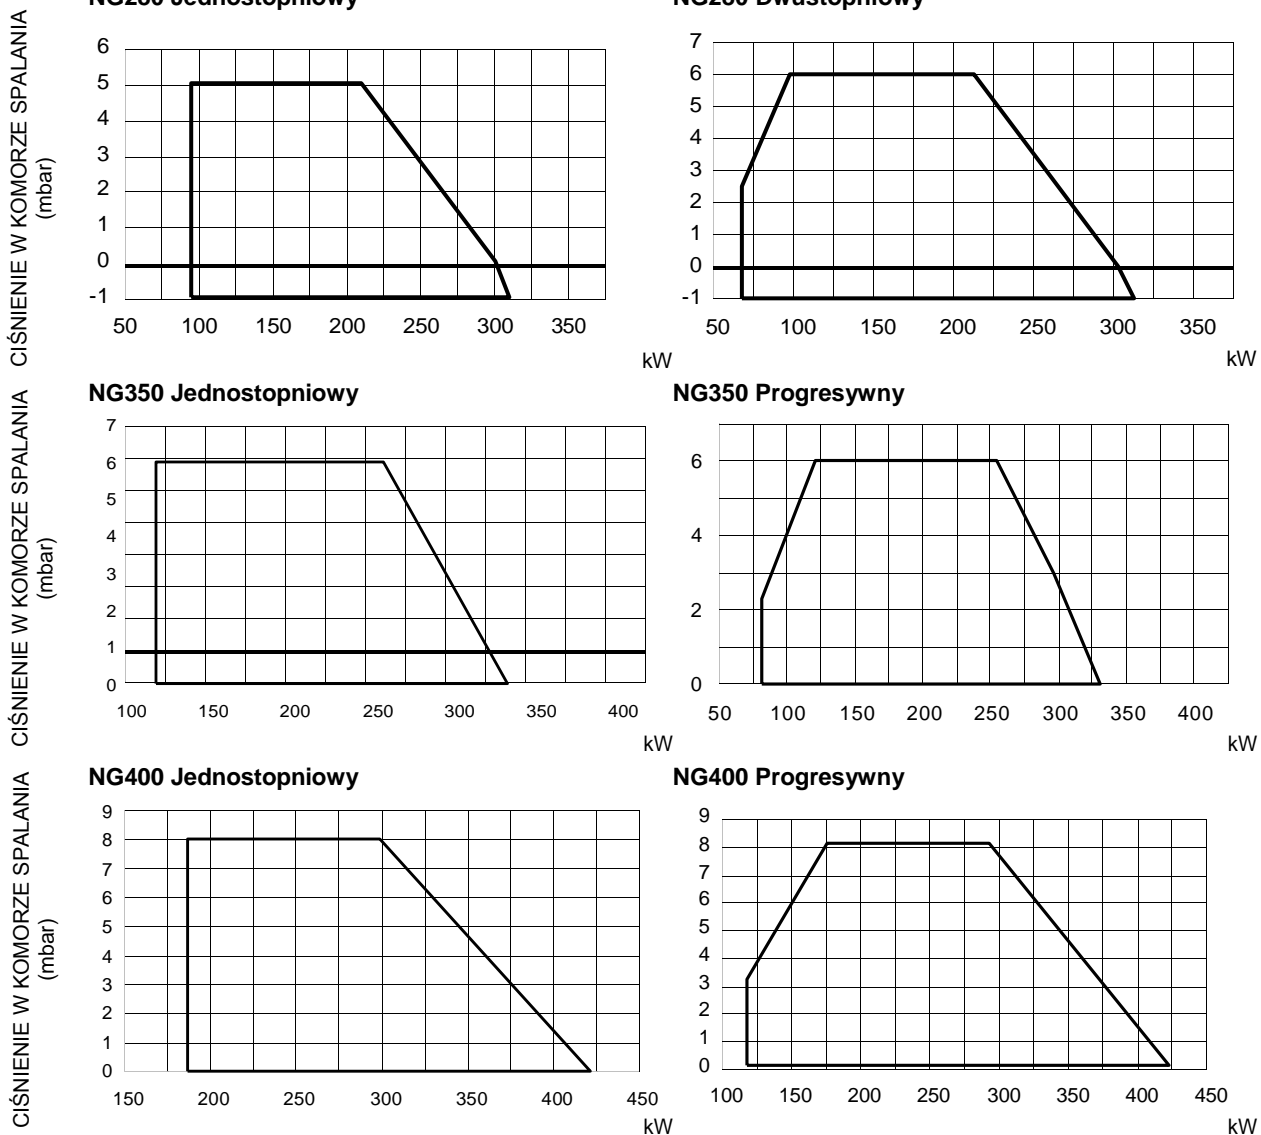 NG280 Jednostopniowy
NG280 Dwustopniowy
CIŚNIENIE W KOMORZE SPALANIA
(mbar)
6
5
4
3
2
1
0
-1
50 100 150 200 250 300 350
kW
7
6
5
4
3
2
1
0
-1
50 100 150 200 250 300 350
kW
NG350 Jednostopniowy
NG350 Progresywny
CIŚNIENIE W KOMORZE SPALANIA
(mbar)
7
6
5
4
3
2
1
0
100 150 200 250 300 350 400
kW
6
4
2
0
50 100 150 200 250 300 350 400
kW
NG400 Jednostopniowy
NG400 Progresywny
CIŚNIENIE W KOMORZE SPALANIA
(mbar)
9
8
7
6
5
4
3
2
1
0
150 200 250 300 350 400 450
kW
9
8
7
6
5
4
3
2
1
0
100 150 200 250 300 350 400 450
kW